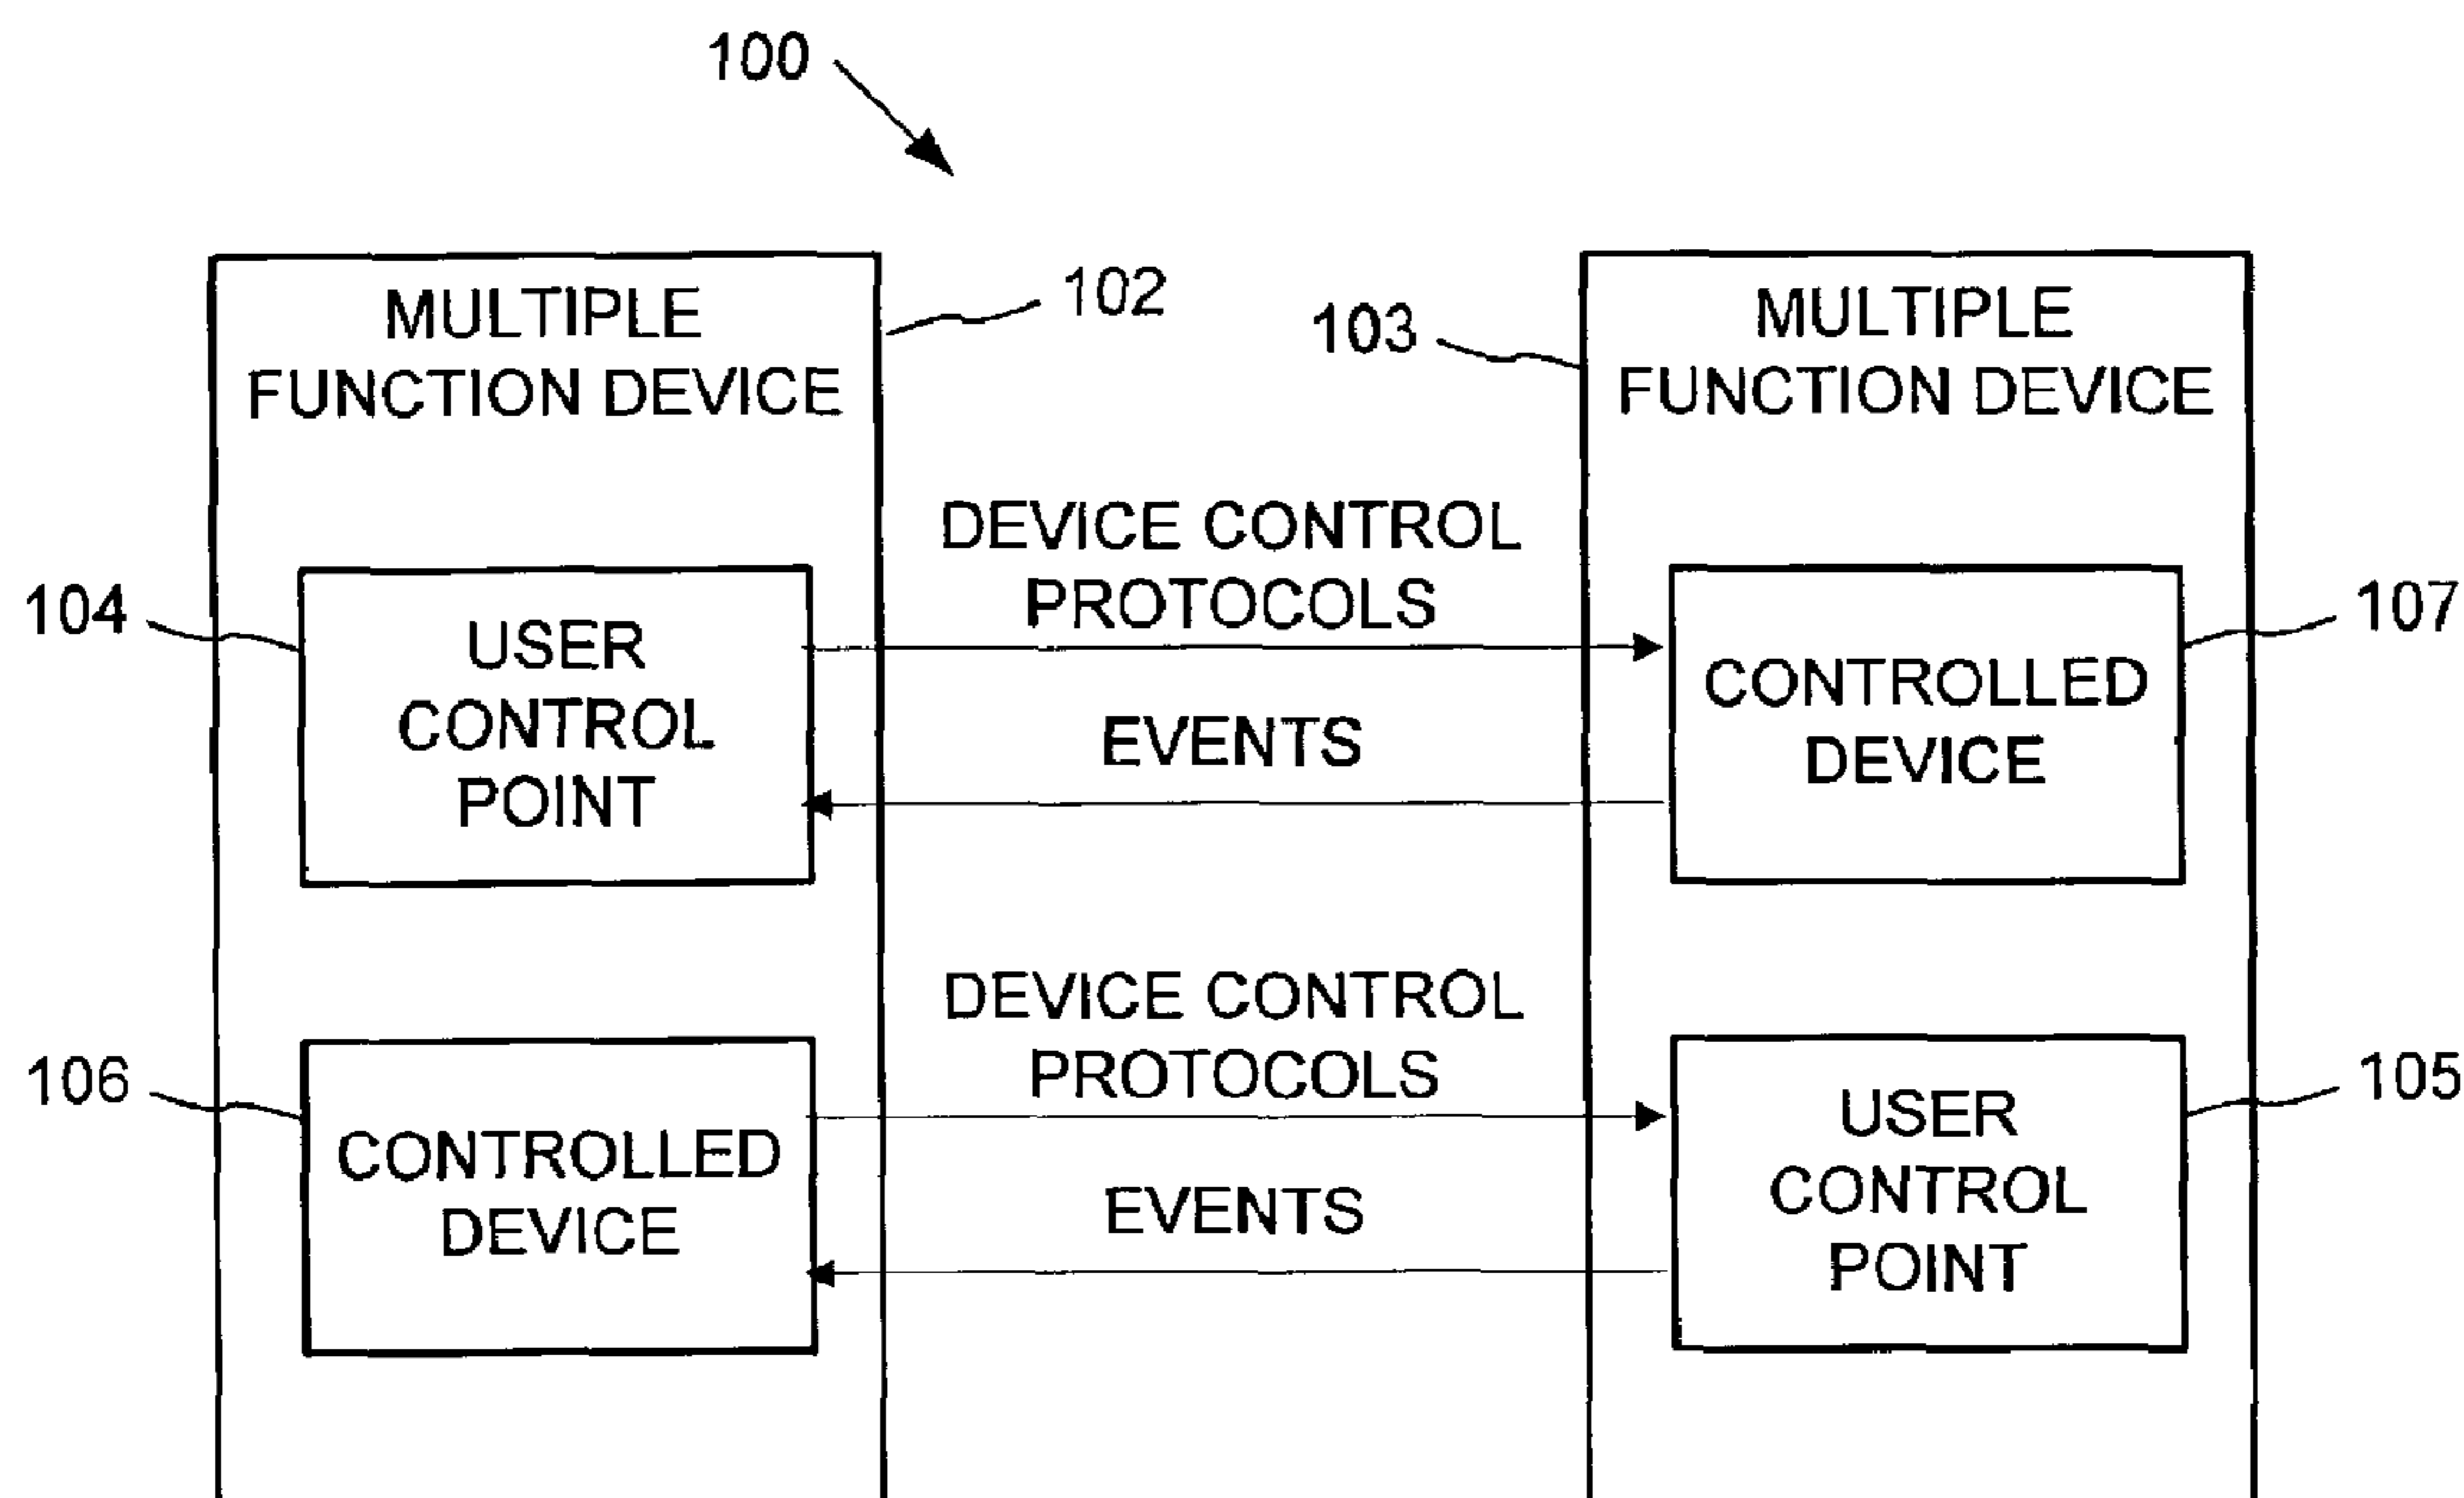 100
MULTIPLE
FUNCTION DEVICE
102
103
MULTIPLE
FUNCTION DEVICE
DEVICE CONTROL
PROTOCOLS
104
USER
CONTROL
POINT
EVENTS
CONTROLLED
DEVICE
107
DEVICE CONTROL
PROTOCOLS
106
CONTROLLED
DEVICE
EVENTS
USER
CONTROL
POINT
105